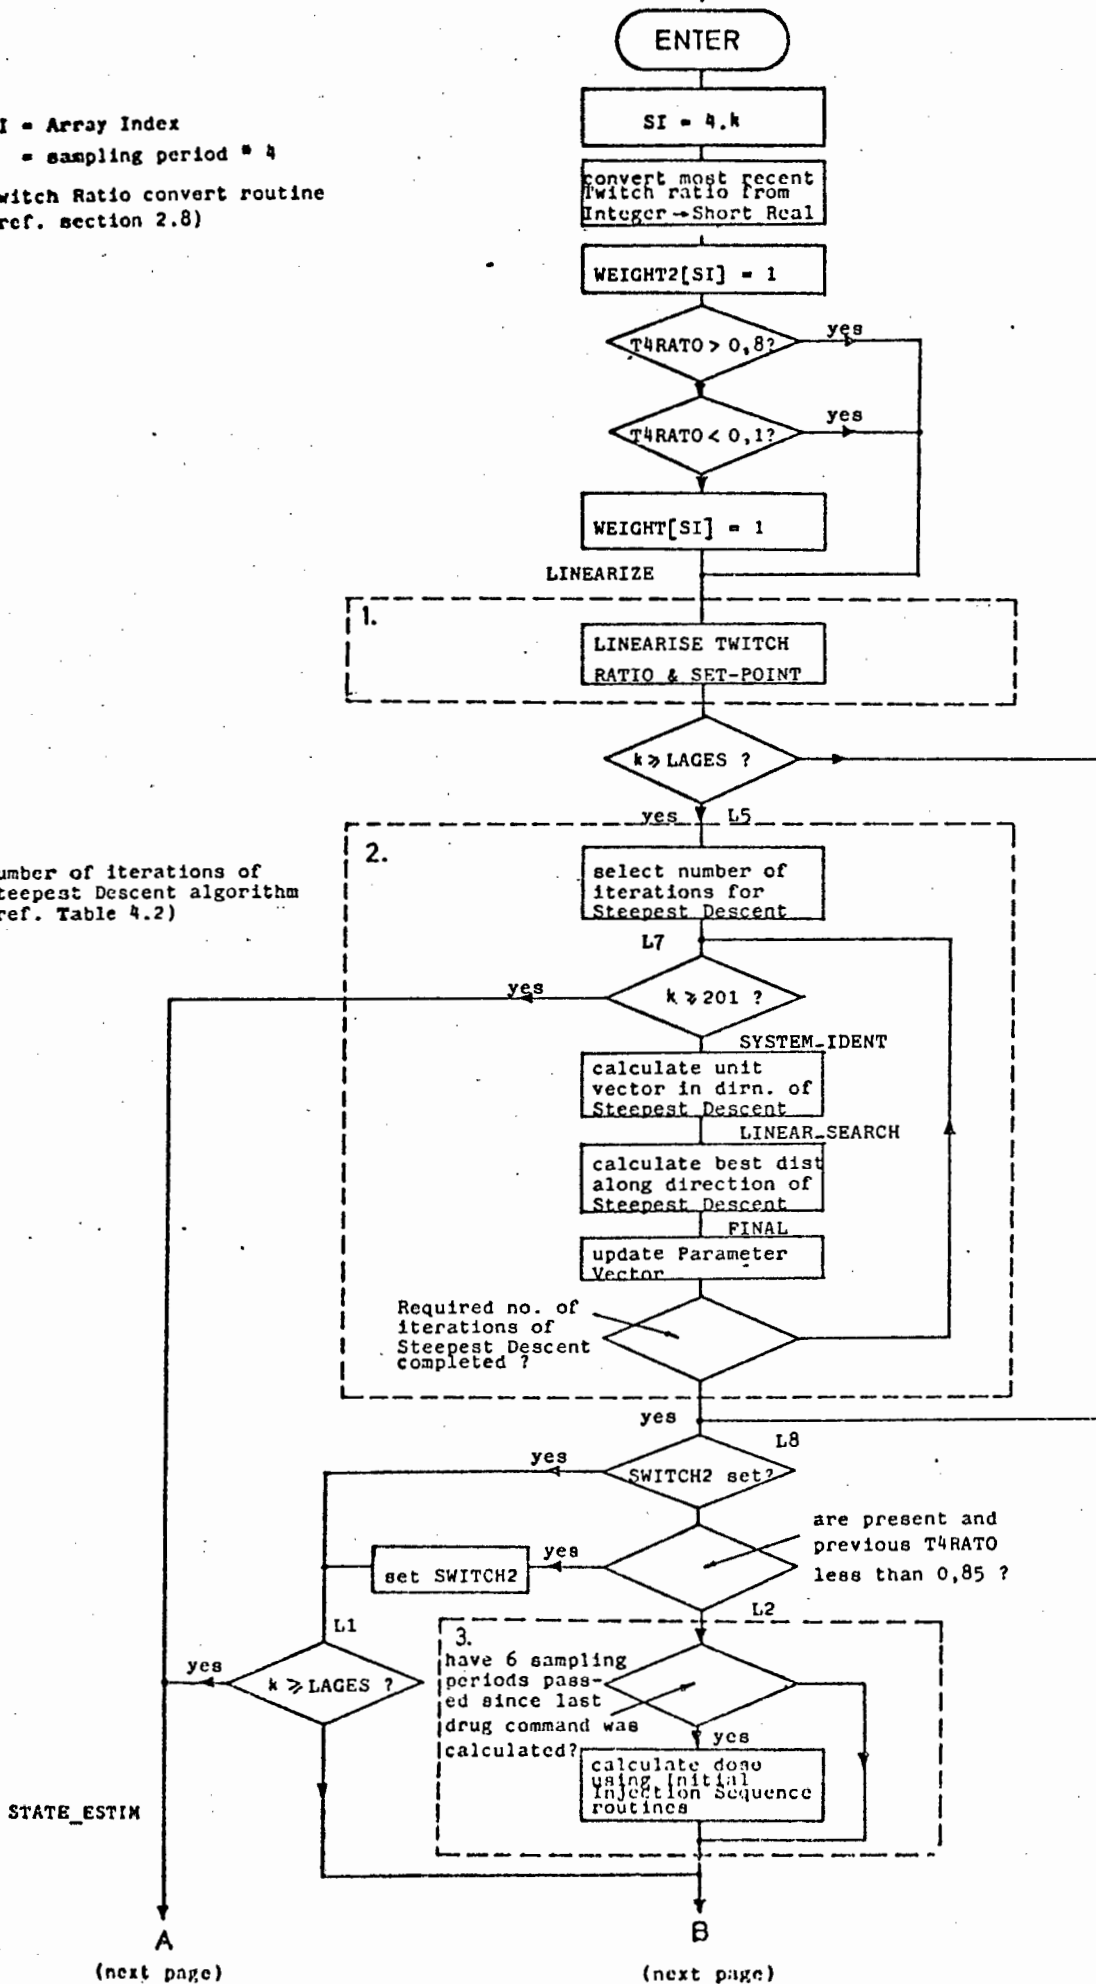 ENTER
I = Array Index
= sampling period * 4
witch Ratio convert routine
ref. section 2.8)
SI = 4.k
convert most recent
Twitch ratio from
Integer→Short Real
WEIGHT2[SI] = 1
T4RATO > 0,8?
yes
T4RATO < 0,1?
yes
WEIGHT[SI] = 1
LINEARIZE
1.
LINEARISE TWITCH
RATIO & SET-POINT
k ≥ LAGES ?
yes
L5
2.
umber of iterations of
teepest Descent algorithm
ref. Table 4.2)
select number of
iterations for
Steepest Descent
L7
yes
k ≥ 201 ?
SYSTEM_IDENT
calculate unit
vector in dirn. of
Steepest Descent
LINEAR_SEARCH
calculate best dist
along direction of
Steepest Descent
FINAL
update Parameter
Vector
Required no. of
iterations of
Steepest Descent
completed ?
yes
L8
yes
SWITCH2 set?
are present and
previous T4RATO
less than 0,85 ?
yes
set SWITCH2
L2
L1
3.
have 6 sampling
periods pass-
ed since last
drug command was
calculated?
yes
k ≥ LAGES ?
yes
calculate dose
using Initial
Injection Sequence
routines
STATE_ESTIM
A
(next page)
B
(next page)